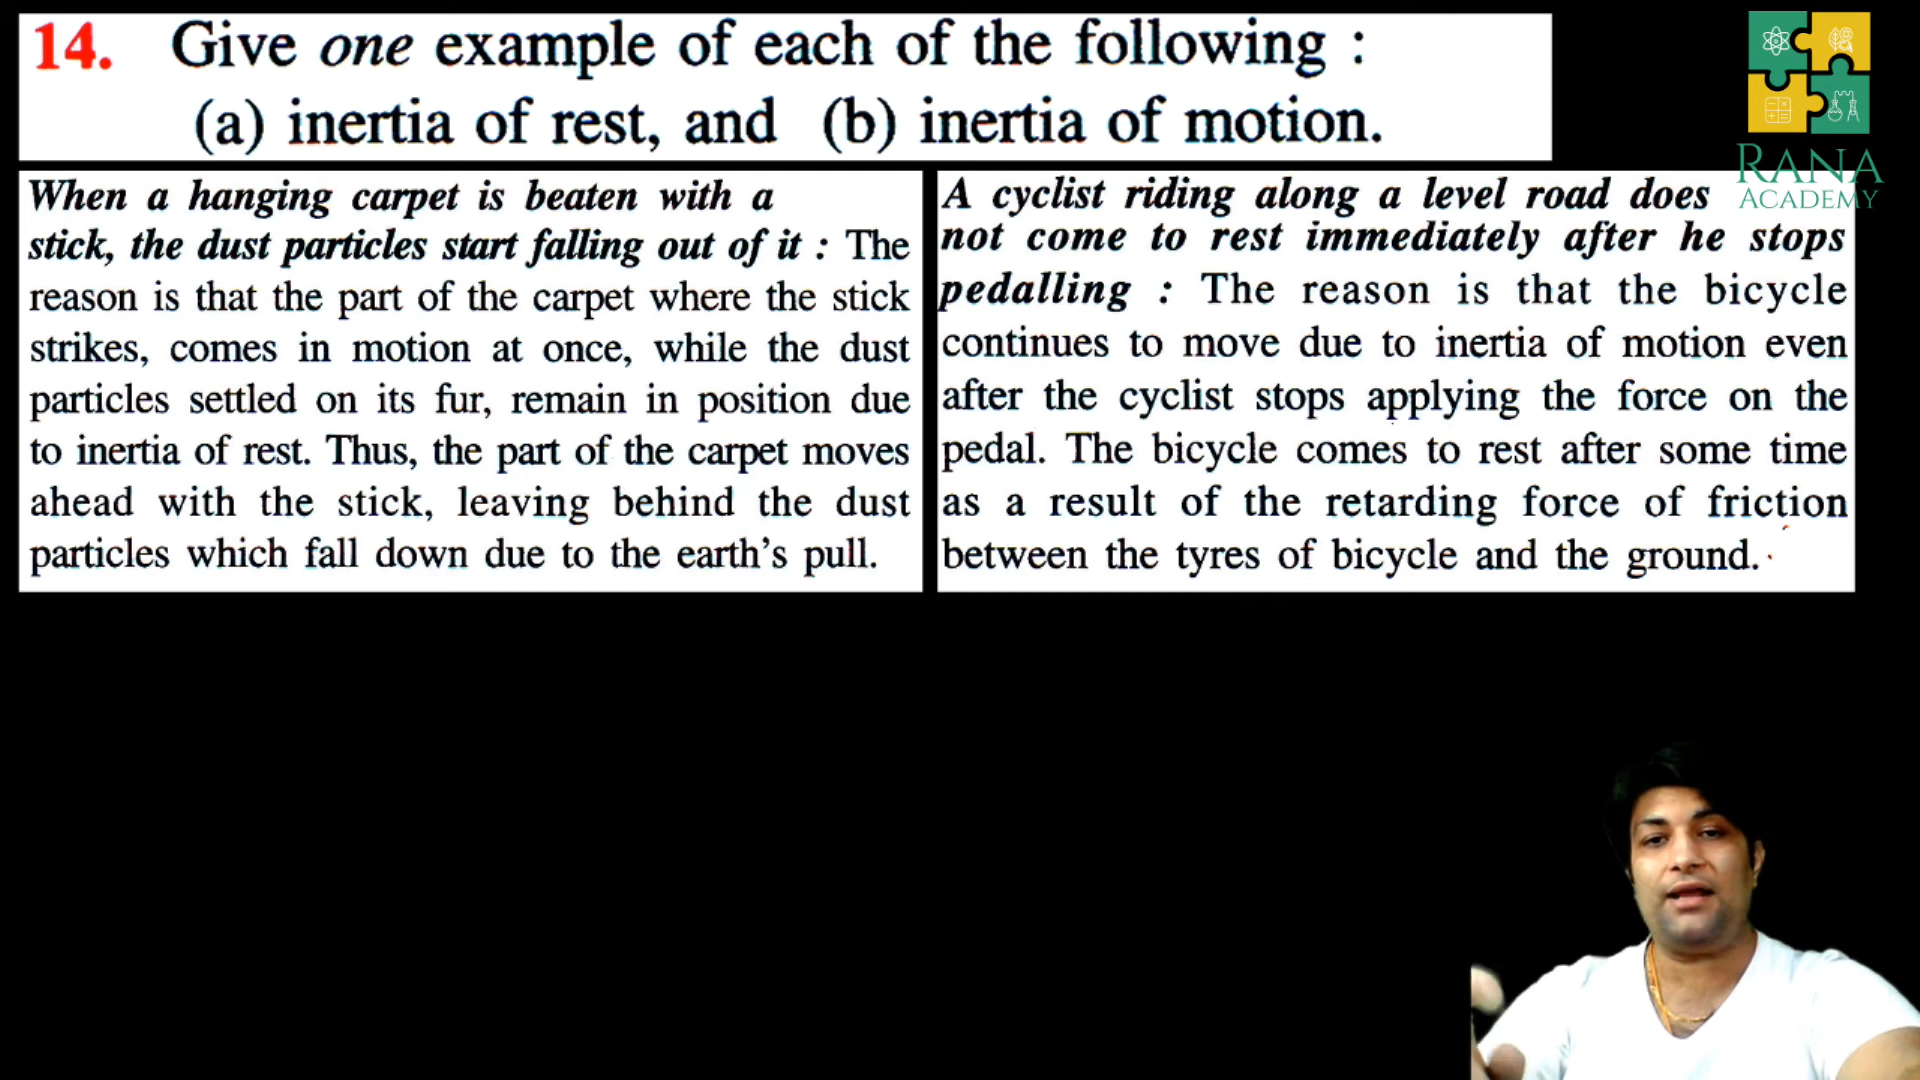 14. Give one example of each of the following :
(a) inertia of rest, and (b) inertia of motion.
RANA
ACADEMY
When a hanging carpet is beaten with a
stick, the dust particles start falling out of it : The
reason is that the part of the carpet where the stick
strikes, comes in motion at once, while the dust
particles settled on its fur, remain in position due
to inertia of rest. Thus, the part of the carpet moves
ahead with the stick, leaving behind the dust
particles which fall down due to the earth's pull.
A cyclist riding along a level road does
not come to rest immediately after he stops
pedalling : The reason is that the bicycle
continues to move due to inertia of motion even
after the cyclist stops applying the force on the
pedal. The bicycle comes to rest after some time
as a result of the retarding force of friction
between the tyres of bicycle and the ground.